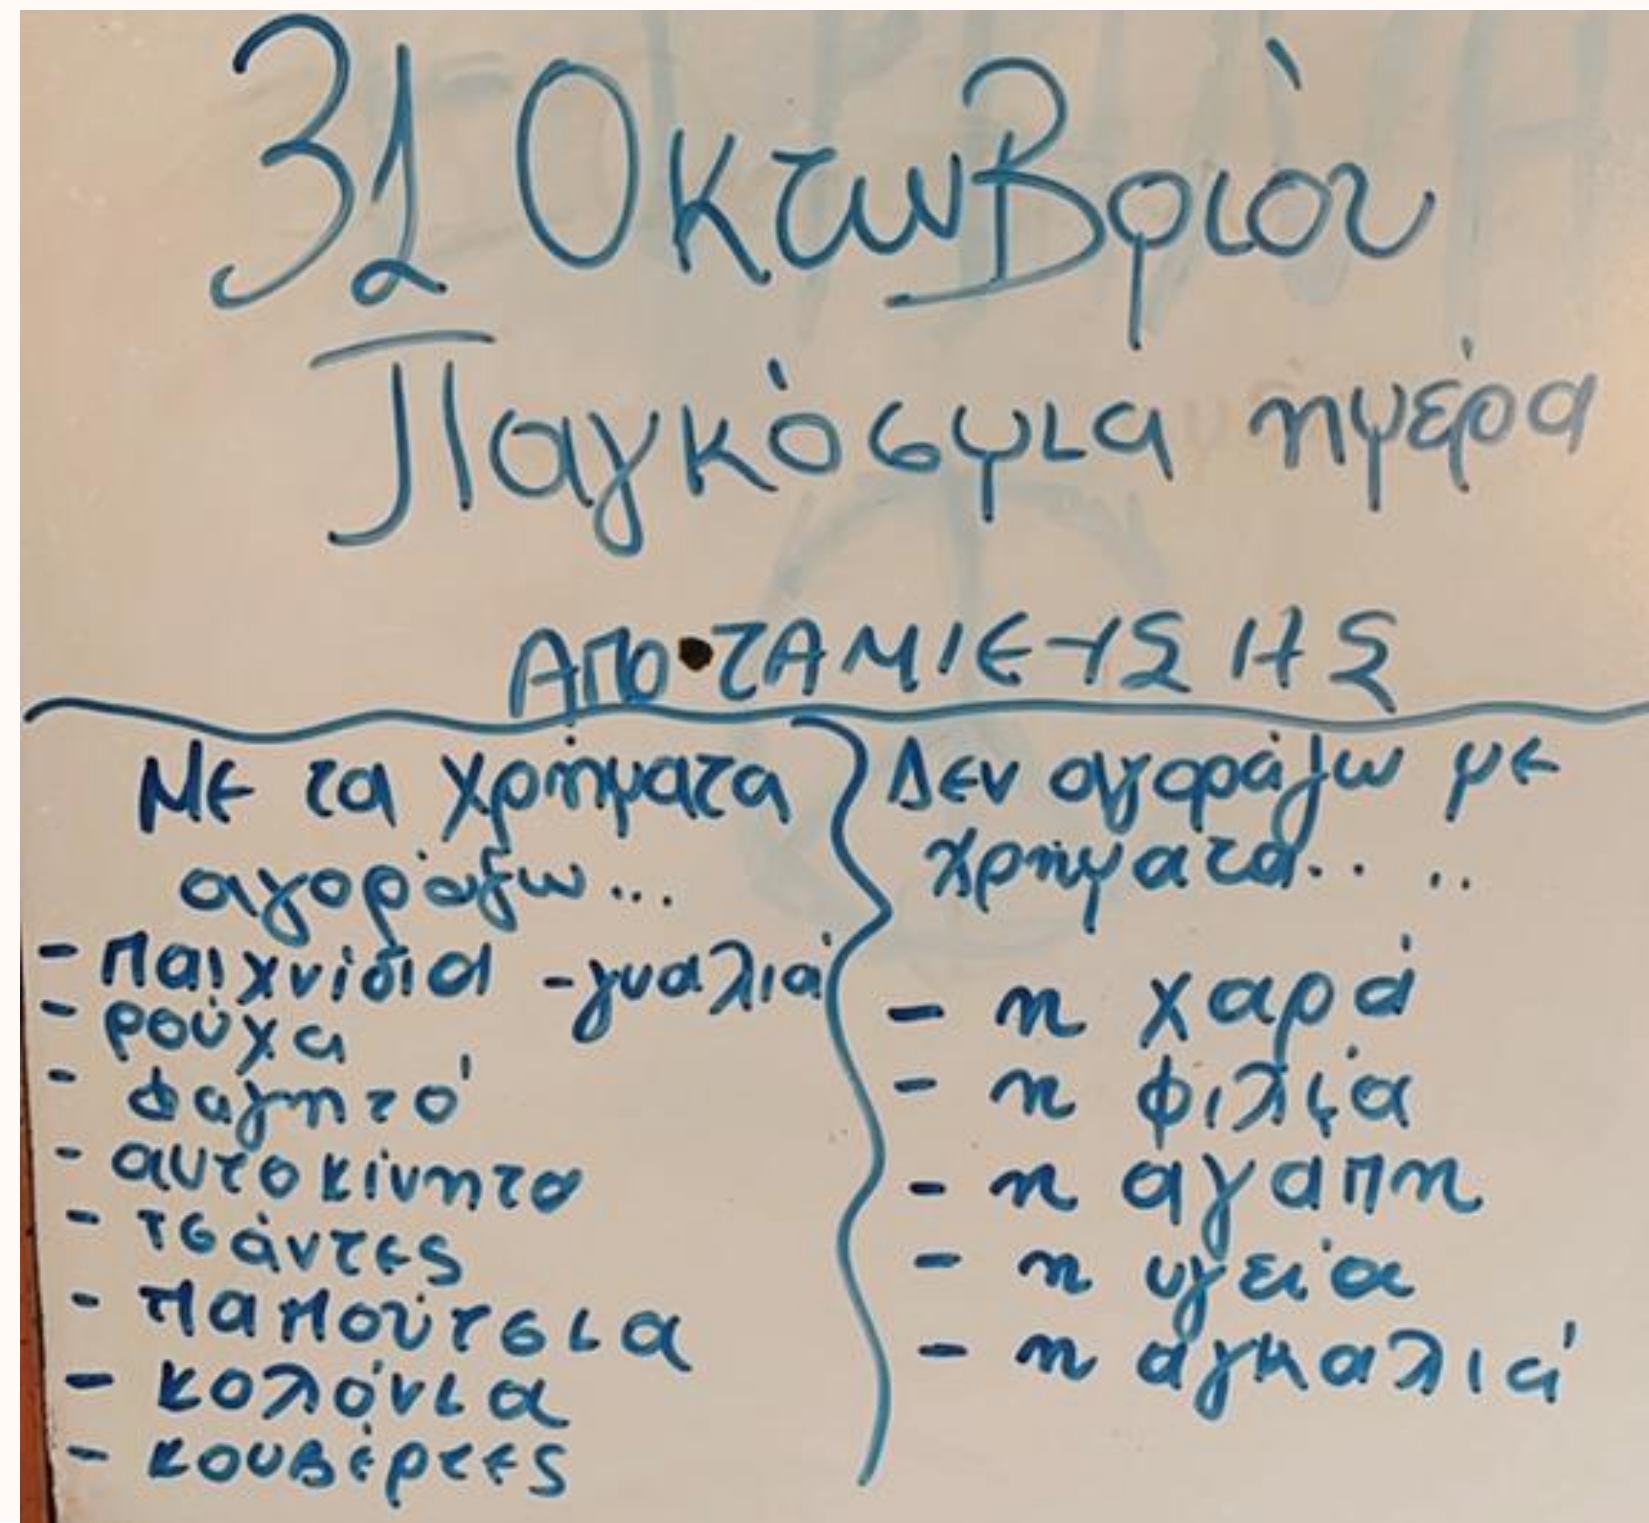 31 Οκτωβρίου
Παγκόσμια ημέρα
ΑΠΟΤΑΜΙΕΥΣΗΣ
Με τα χρήματα
αγοράζω...
- παιχνίδια - γυαλιά
- ρούχα
- φαγητό
- αυτοκίνητα
- τσάντες
- παπούτσια
- κολόνια
- κουβέρτες
Δεν αγοράζω με
χρήματα.. ..
- η χαρά
- η φιλία
- η αγάπη
- η υγεία
- η αγκαλιά